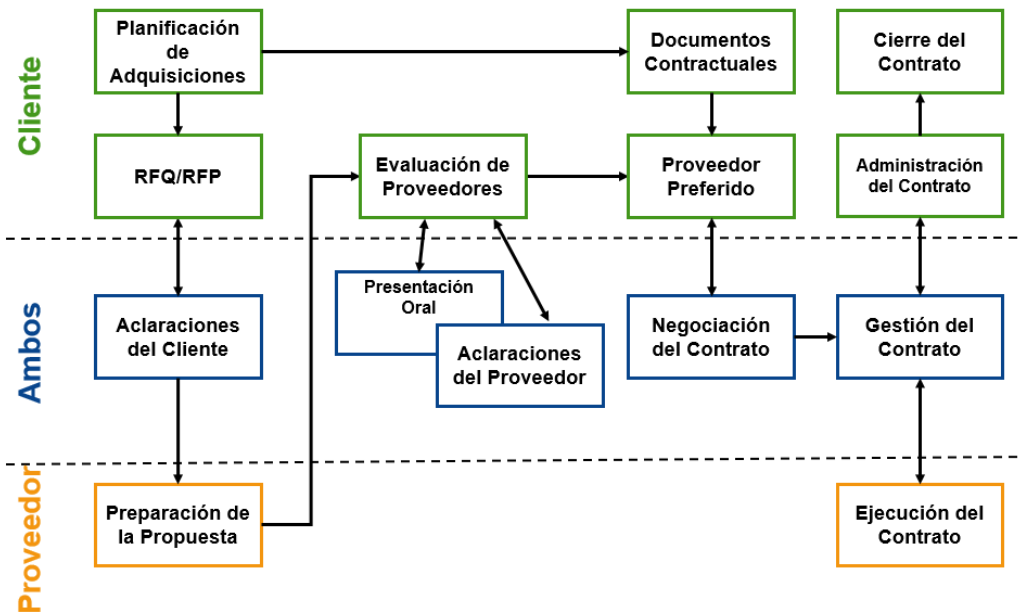 Cliente
Planificación
de
Adquisiciones
Documentos
Contractuales
Cierre del
Contrato
RFQ/RFP
Evaluación de
Proveedores
Proveedor
Preferido
Administración
del Contrato
Ambos
Aclaraciones
del Cliente
Presentación
Oral
Aclaraciones
del Proveedor
Negociación
del Contrato
Gestión del
Contrato
Proveedor
Preparación de
la Propuesta
Ejecución del
Contrato